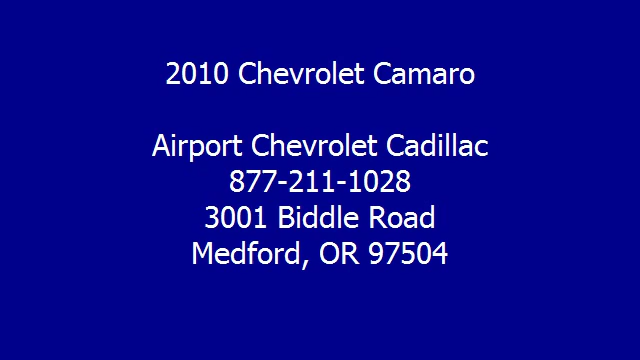 2010 Chevrolet Camaro
Airport Chevrolet Cadillac
877-211-1028
3001 Biddle Road
Medford, OR 97504